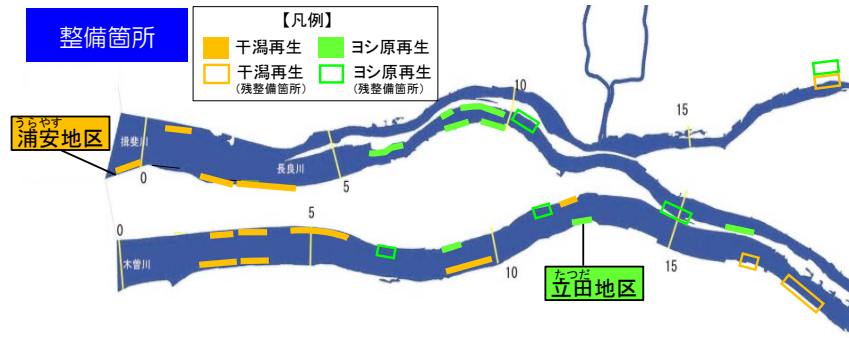 整備箇所
【凡例】
干潟再生
ヨシ原再生
干潟再生
(残整備箇所)
ヨシ原再生
(残整備箇所)
うらやす
浦安地区
揖斐川
長良川
0
5
10
15
木曽川
0
5
10
15
たつだ
立田地区